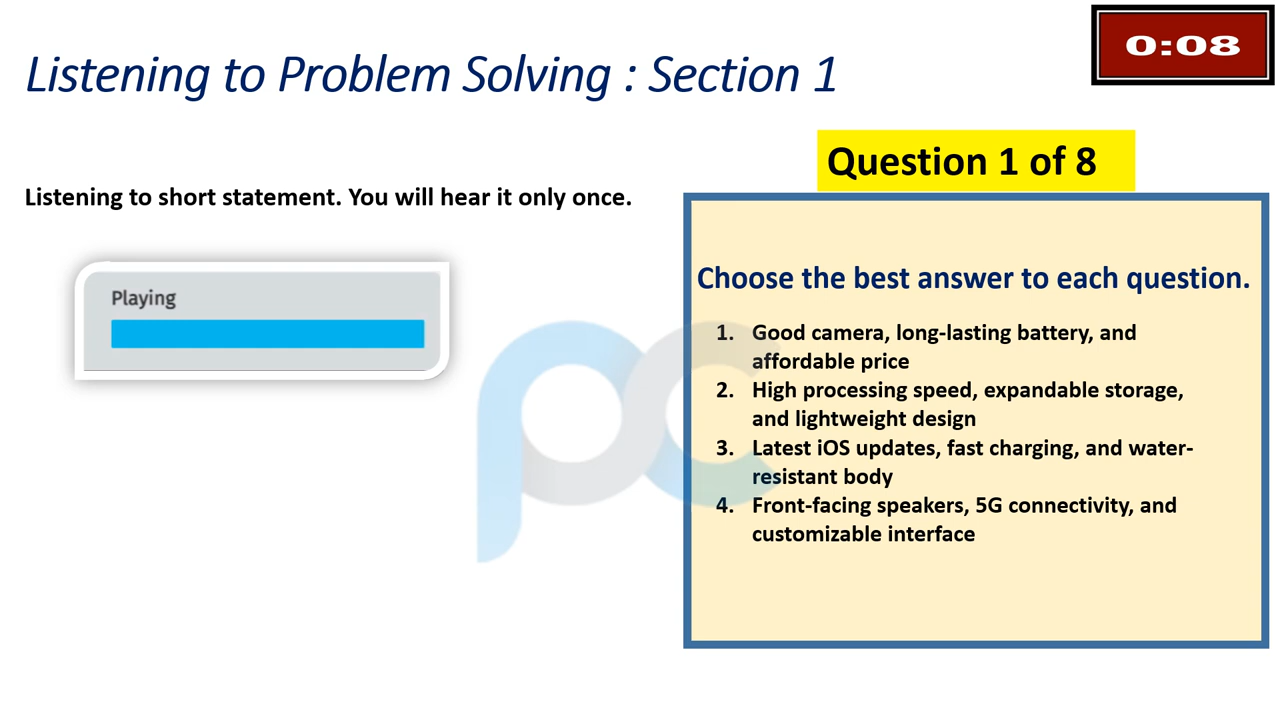 0:08
Listening to Problem Solving : Section 1
Question 1 of 8
Listening to short statement. You will hear it only once.
Playing
Choose the best answer to each question.
1. Good camera, long-lasting battery, and
affordable price
2. High processing speed, expandable storage,
and lightweight design
3. Latest iOS updates, fast charging, and water-
resistant body
4. Front-facing speakers, 5G connectivity, and
customizable interface
pc